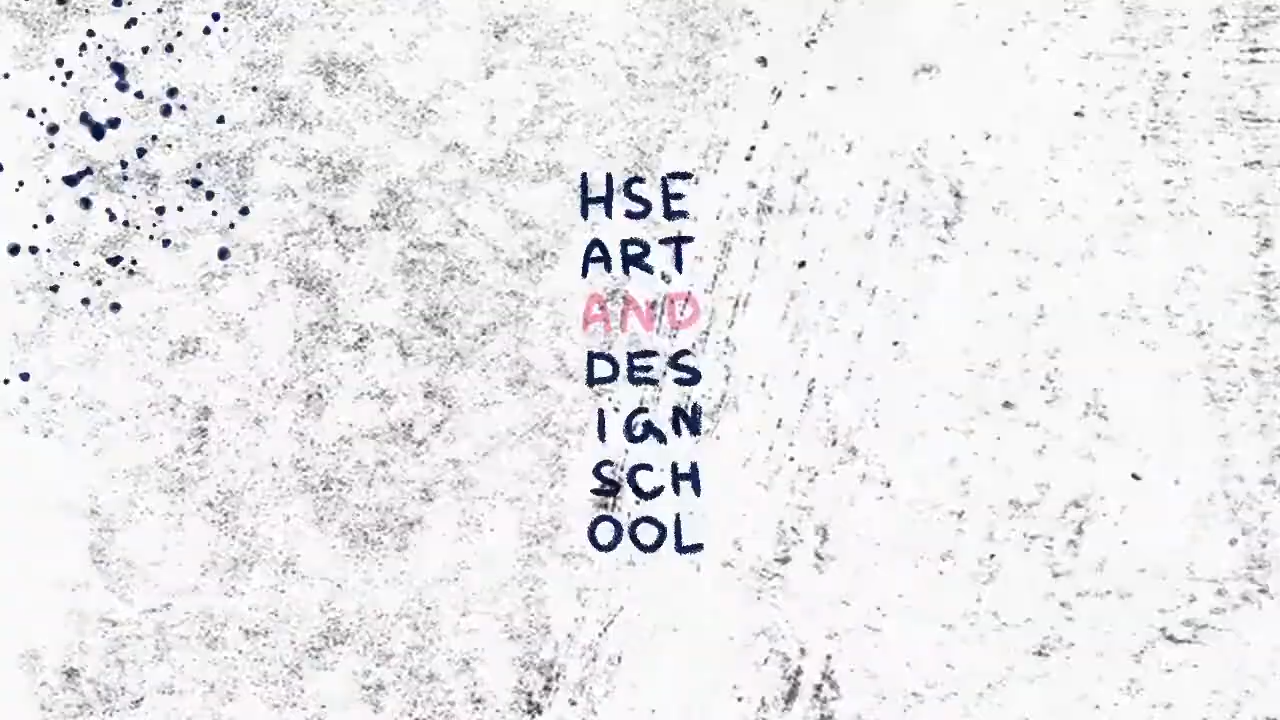 HSE
ART
AND
DES
IGN
SCH
OOL